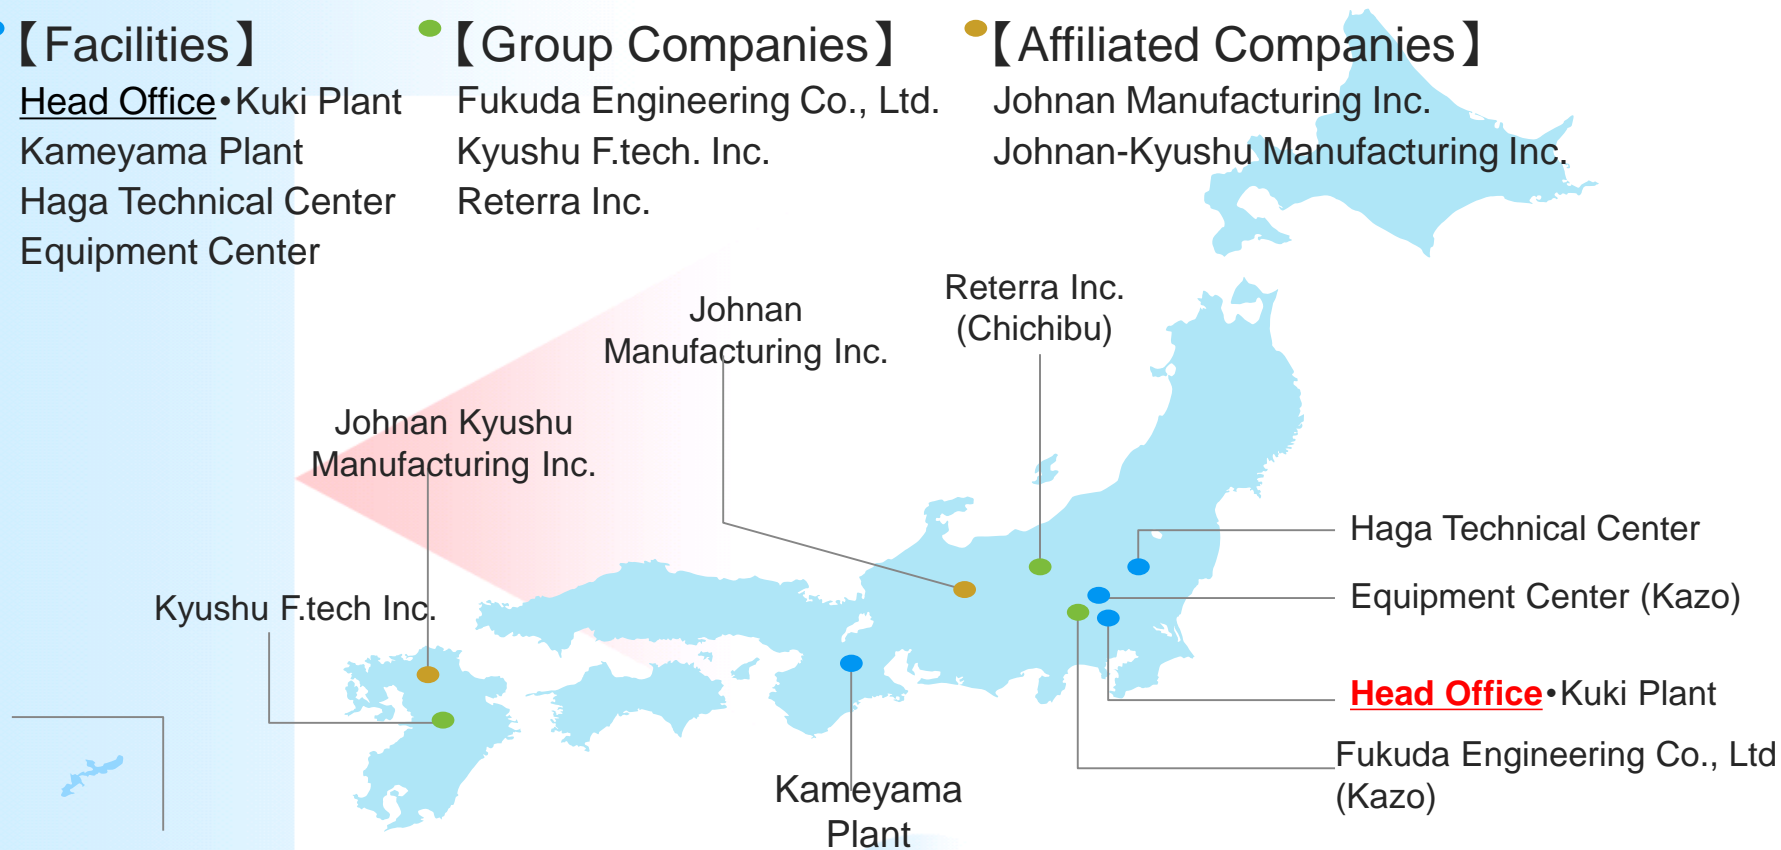 【Facilities】
Head Office•Kuki Plant
Kameyama Plant
Haga Technical Center
Equipment Center
【Group Companies】
Fukuda Engineering Co., Ltd.
Kyushu F.tech. Inc.
Reterra Inc.
【Affiliated Companies】
Johnan Manufacturing Inc.
Johnan-Kyushu Manufacturing Inc.
Reterra Inc.
(Chichibu)
Johnan
Manufacturing Inc.
Johnan Kyushu
Manufacturing Inc.
Kyushu F.tech Inc.
Haga Technical Center
Equipment Center (Kazo)
Head Office•Kuki Plant
Fukuda Engineering Co., Ltd
(Kazo)
Kameyama
Plant